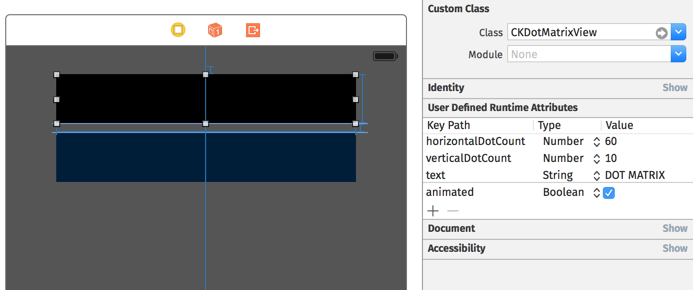 Custom Class
Class CKDotMatrixView
Module None
Identity Show
User Defined Runtime Attributes
Key Path Type Value
horizontalDotCount Number 60
verticalDotCount Number 10
text String DOT MATRIX
animated Boolean
Document Show
Accessibility Show